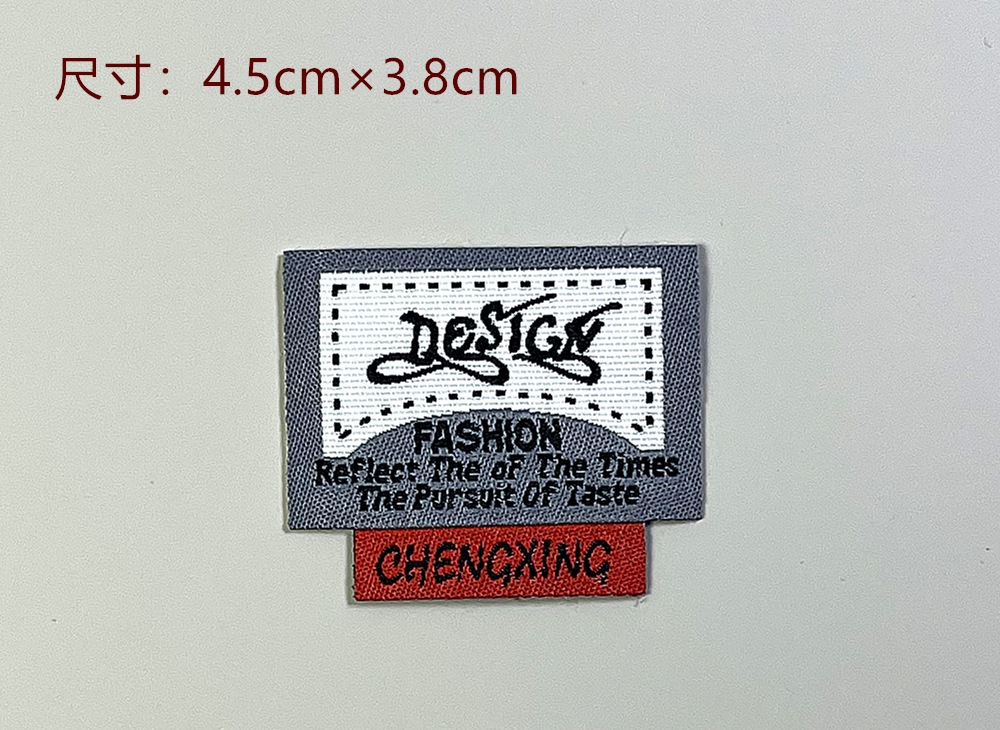 尺寸：4.5cm×3.8cm
DESIGN
FASHION
Reflect The oF The Times
The Pursuit Of Taste
CHENGXING